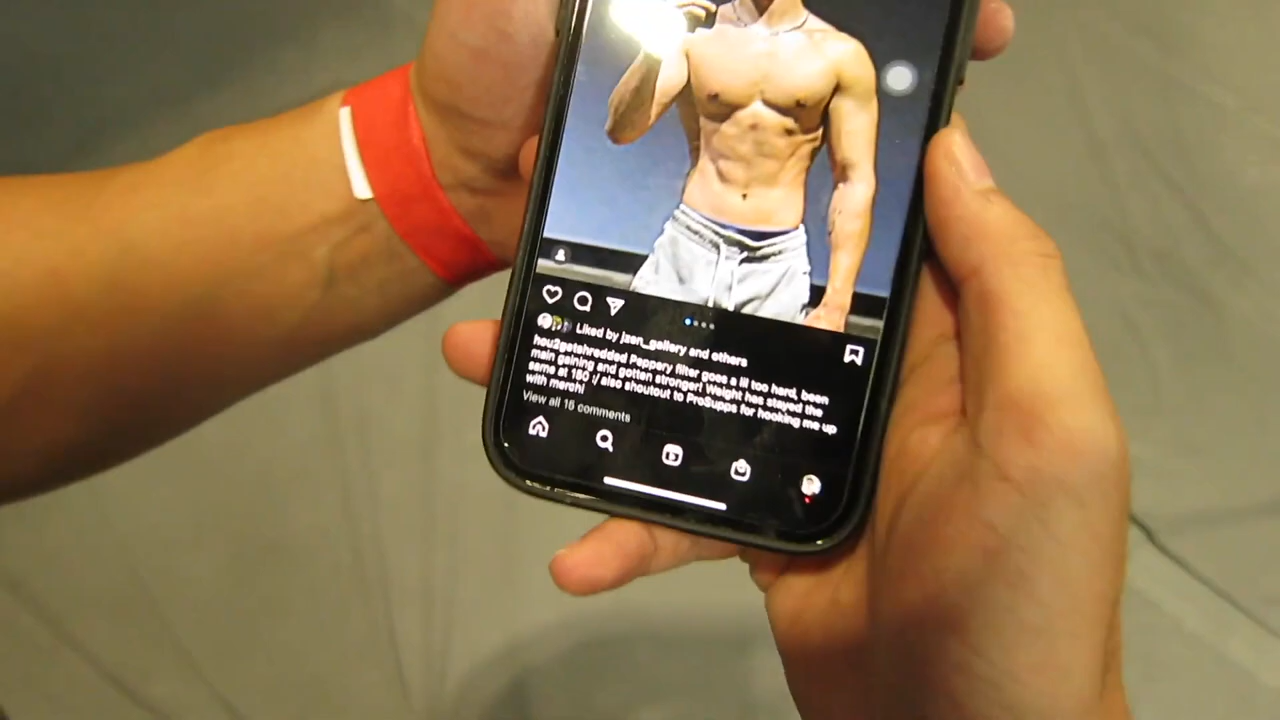 Liked by jzen_gallery and others
hou2getshredded Peppery filter goes a lil too hard, been
main gaining and gotten stronger! Weight has stayed the
same at 180 :/ also shoutout to ProSupps for hooking me up
with merch!
View all 15 comments